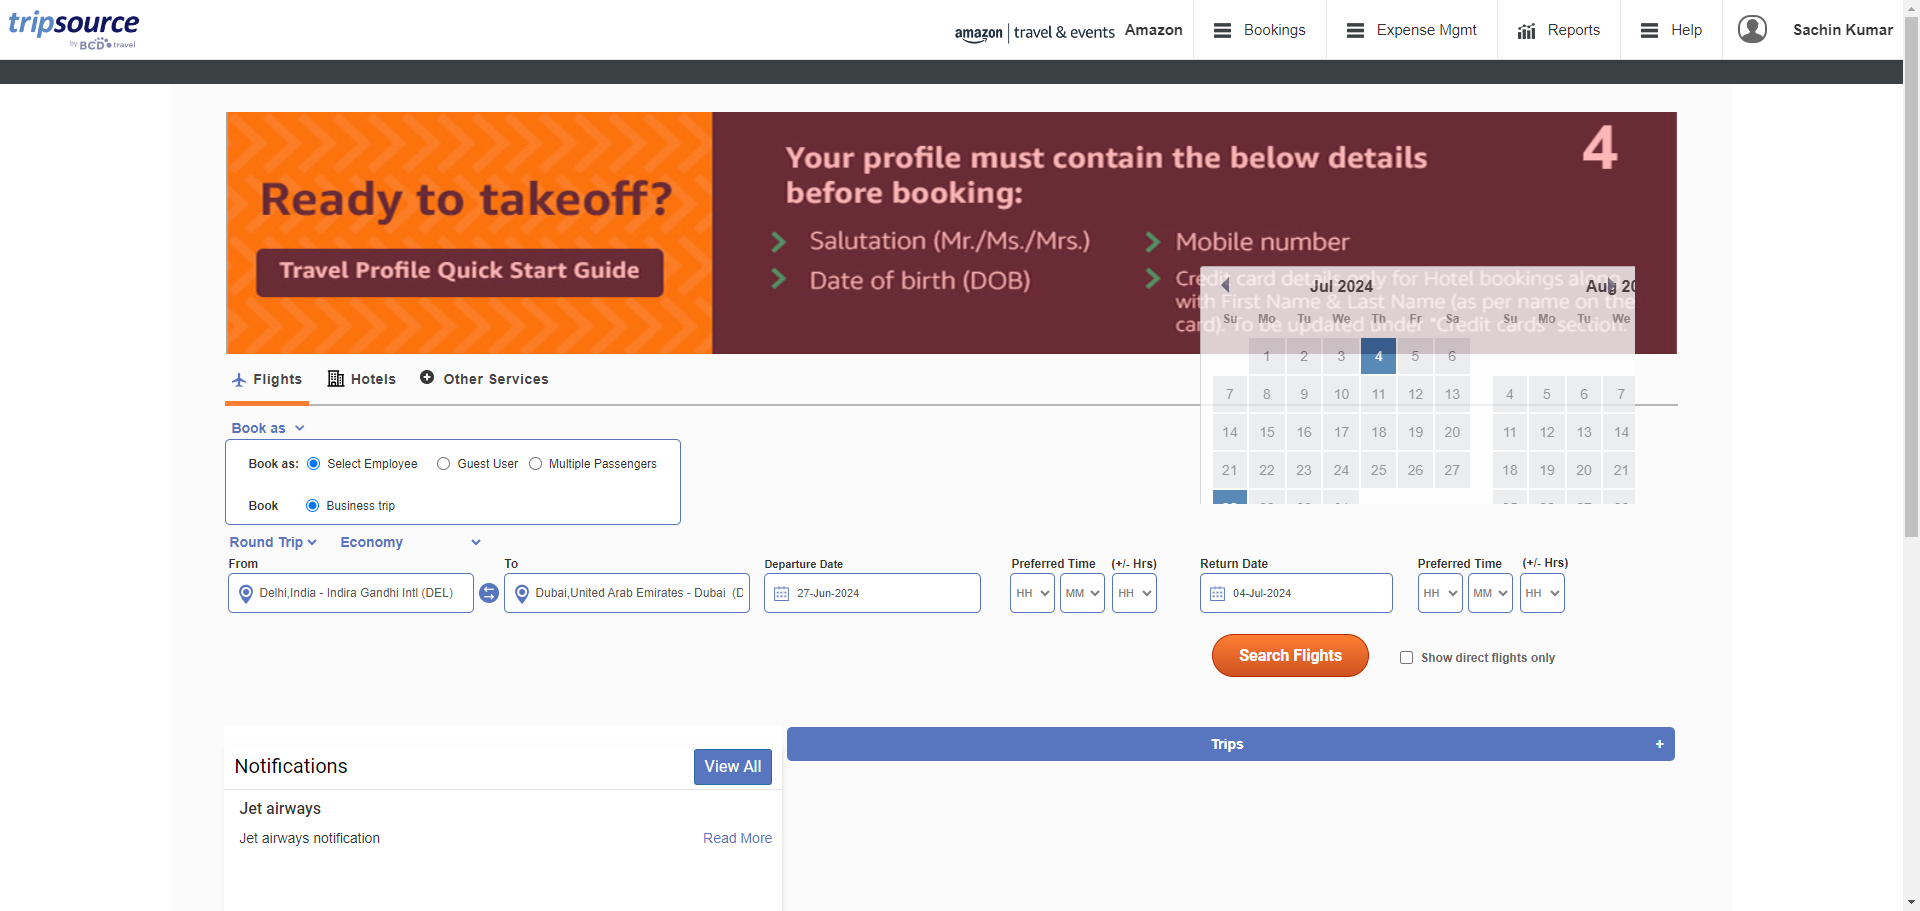 tripsource
by BCD travel
amazon | travel & events
Amazon
Bookings
Expense Mgmt
Reports
Help
Sachin Kumar
Ready to takeoff?
Travel Profile Quick Start Guide
Your profile must contain the below details
before booking:
4
Salutation (Mr./Ms./Mrs.)
Date of birth (DOB)
Mobile number
Credit card details only for Hotel bookings along
with First Name & Last Name (as per name on the
card). To be updated under "Credit cards" section.
Jul 2024
Su Mo Tu We Th Fr Sa
1 2 3 4 5 6
7 8 9 10 11 12 13
14 15 16 17 18 19 20
21 22 23 24 25 26 27
Aug 20
Su Mo Tu We
4 5 6 7
11 12 13 14
18 19 20 21
Flights
Hotels
Other Services
Book as
Book as: Select Employee Guest User Multiple Passengers
Book Business trip
Round Trip
Economy
From
Delhi,India - Indira Gandhi Intl (DEL)
To
Dubai,United Arab Emirates - Dubai (D
Departure Date
27-Jun-2024
Preferred Time (+/- Hrs)
HH MM HH
Return Date
04-Jul-2024
Preferred Time (+/- Hrs)
HH MM HH
Search Flights
Show direct flights only
Notifications
View All
Jet airways
Jet airways notification
Read More
Trips +